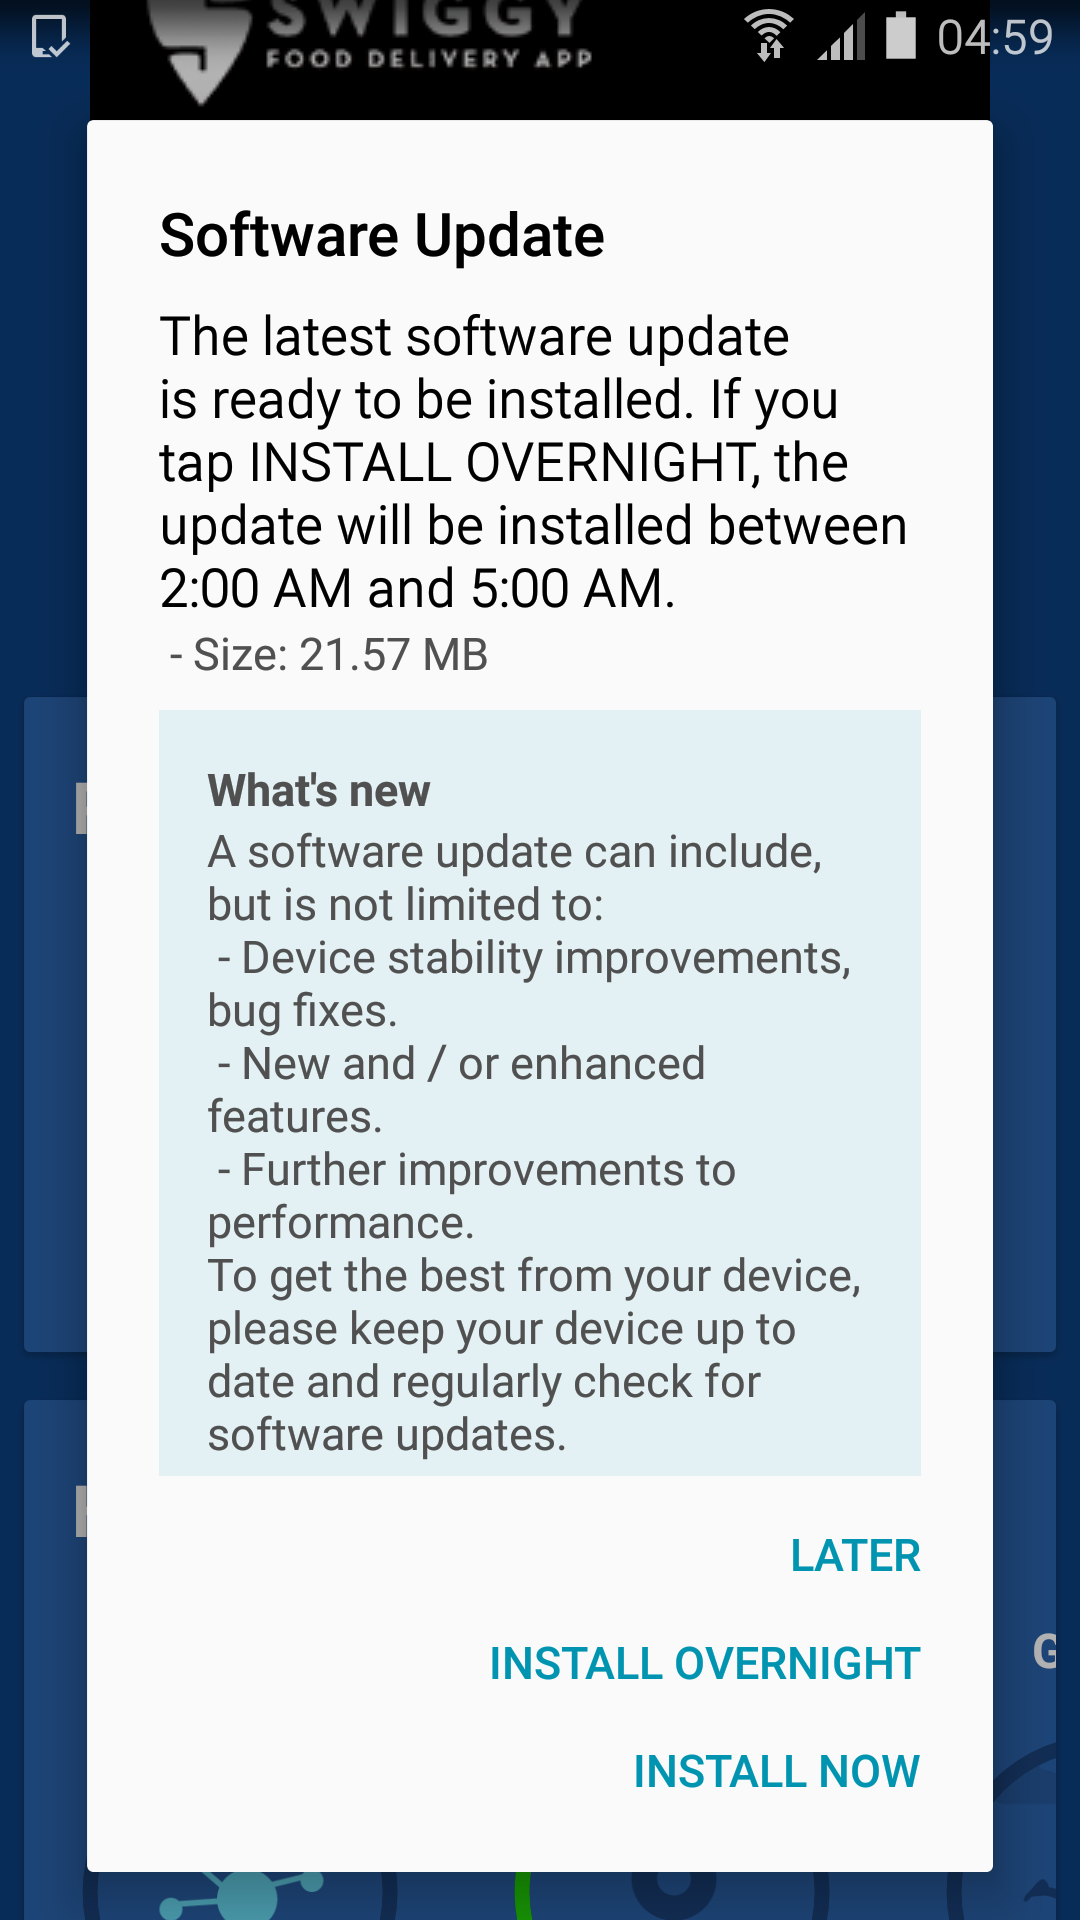 SWIGGY
FOOD DELIVERY APP
04:59
Software Update
The latest software update
is ready to be installed. If you
tap INSTALL OVERNIGHT, the
update will be installed between
2:00 AM and 5:00 AM.
- Size: 21.57 MB
What's new
A software update can include,
but is not limited to:
- Device stability improvements,
bug fixes.
- New and / or enhanced
features.
- Further improvements to
performance.
To get the best from your device,
please keep your device up to
date and regularly check for
software updates.
LATER
INSTALL OVERNIGHT
G
INSTALL NOW